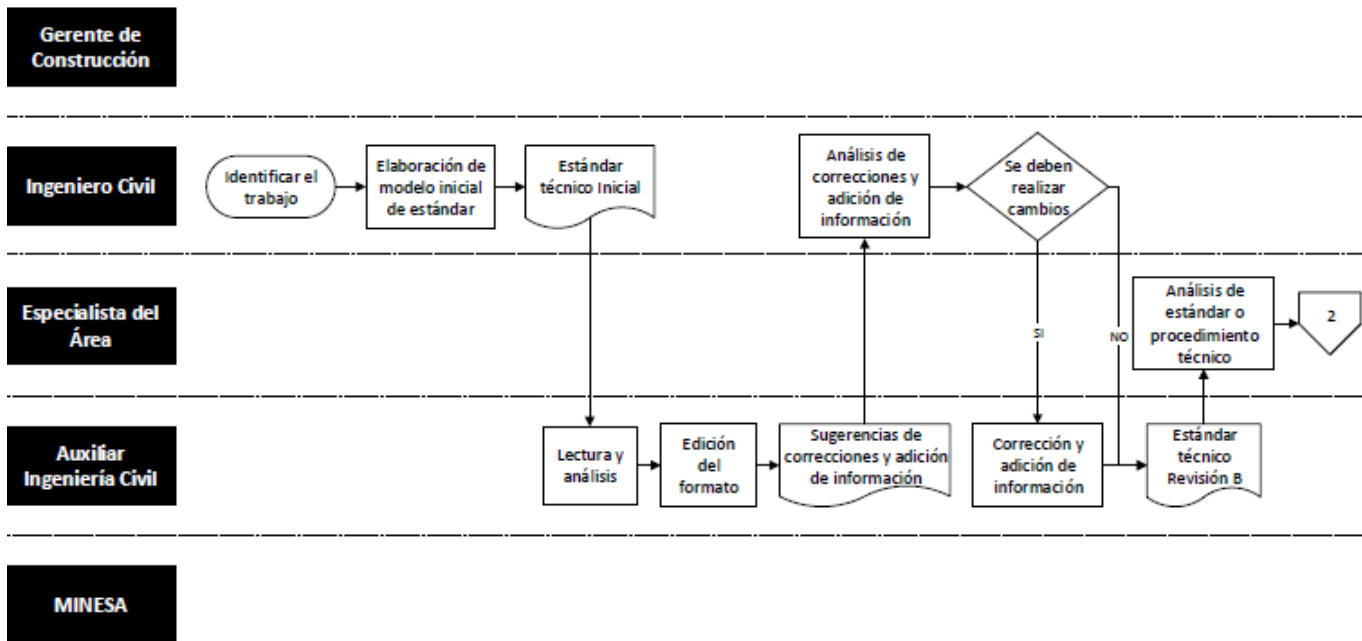 Gerente de
Construcción
Ingeniero Civil
Identificar el
trabajo
Elaboración de
modelo inicial
de estándar
Estándar
técnico Inicial
Análisis de
correcciones y
adición de
información
Se deben
realizar
cambios
Especialista del
Área
SI
NO
Análisis de
estándar o
procedimiento
técnico
2
Auxiliar
Ingeniería Civil
Lectura y
análisis
Edición
del
formato
Sugerencias de
correcciones y adición
de información
Corrección y
adición de
información
Estándar
técnico
Revisión B
MINESA